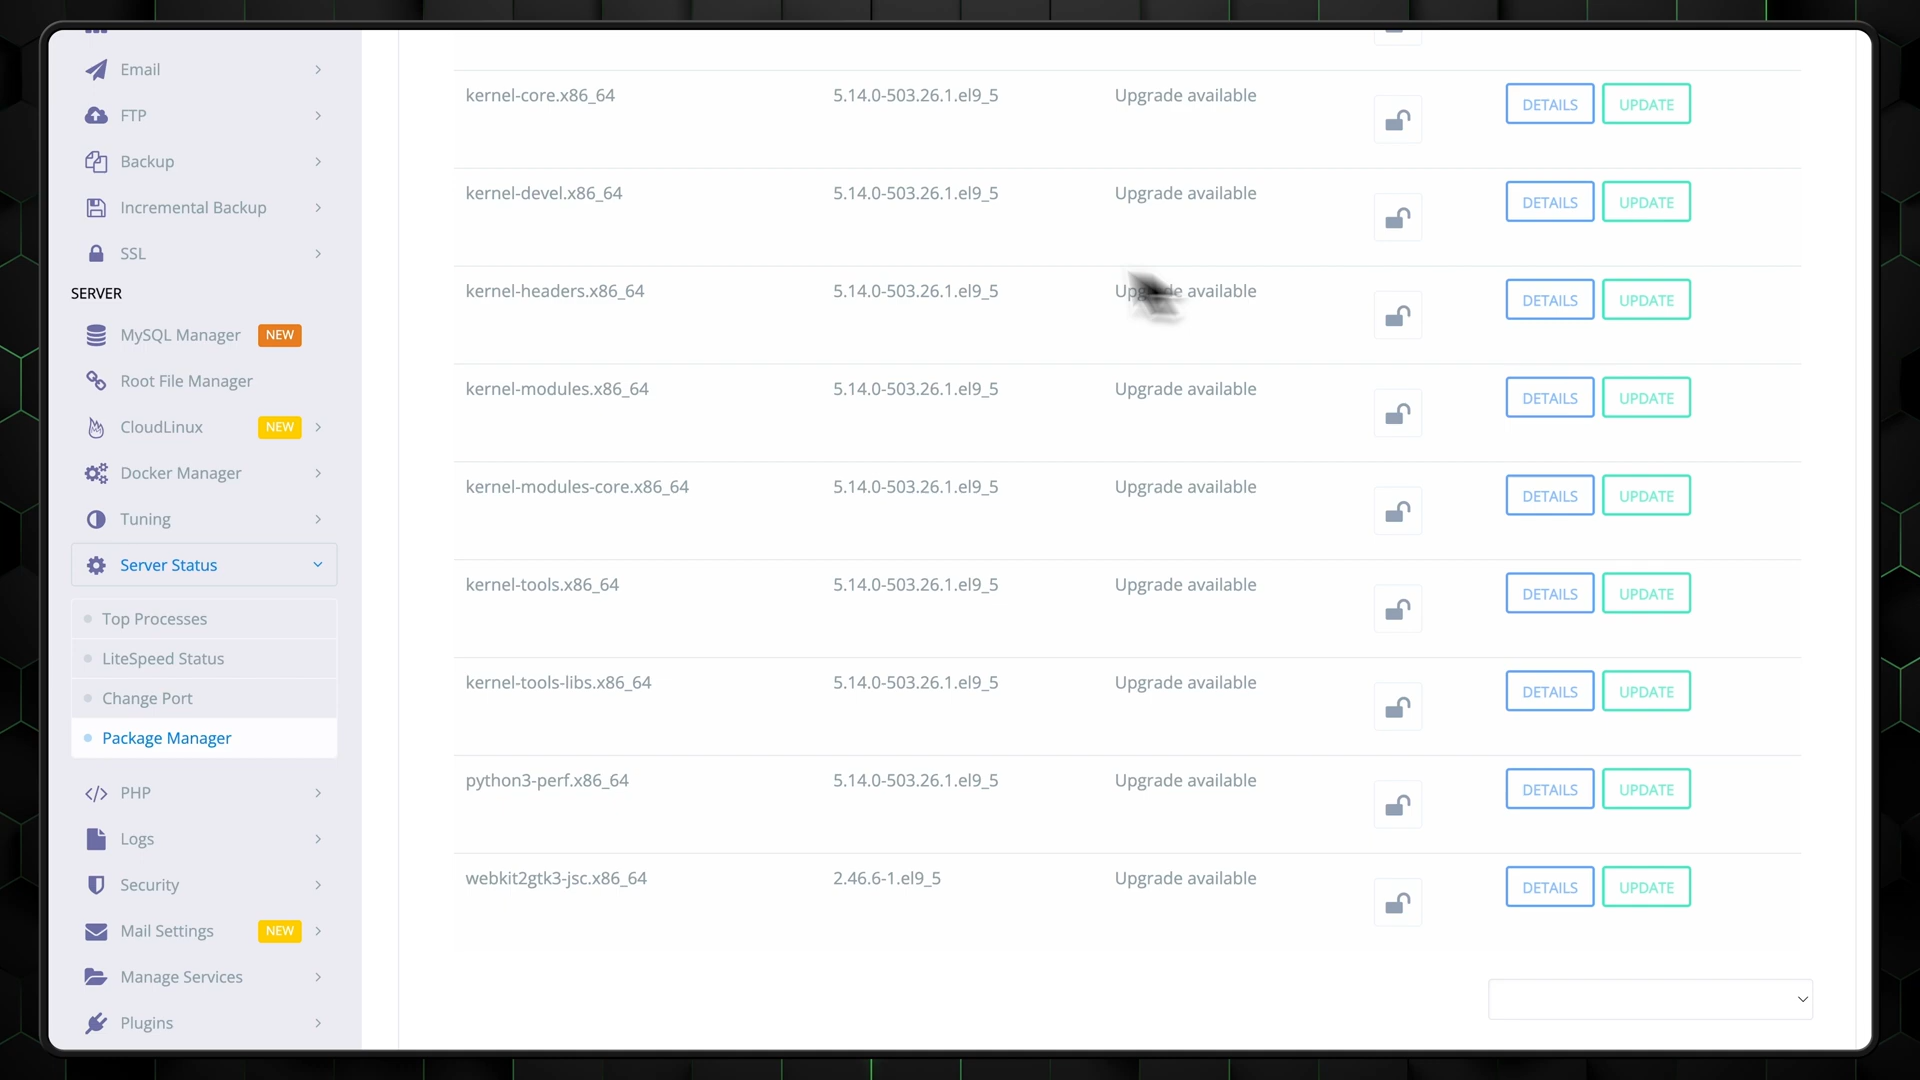 Email
FTP
Backup
Incremental Backup
SSL
SERVER
MySQL Manager NEW
Root File Manager
CloudLinux NEW
Docker Manager
Tuning
Server Status
Top Processes
LiteSpeed Status
Change Port
Package Manager
PHP
Logs
Security
Mail Settings NEW
Manage Services
Plugins
kernel-core.x86_64 5.14.0-503.26.1.el9_5 Upgrade available DETAILS UPDATE
kernel-devel.x86_64 5.14.0-503.26.1.el9_5 Upgrade available DETAILS UPDATE
kernel-headers.x86_64 5.14.0-503.26.1.el9_5 Upgrade available DETAILS UPDATE
kernel-modules.x86_64 5.14.0-503.26.1.el9_5 Upgrade available DETAILS UPDATE
kernel-modules-core.x86_64 5.14.0-503.26.1.el9_5 Upgrade available DETAILS UPDATE
kernel-tools.x86_64 5.14.0-503.26.1.el9_5 Upgrade available DETAILS UPDATE
kernel-tools-libs.x86_64 5.14.0-503.26.1.el9_5 Upgrade available DETAILS UPDATE
python3-perf.x86_64 5.14.0-503.26.1.el9_5 Upgrade available DETAILS UPDATE
webkit2gtk3-jsc.x86_64 2.46.6-1.el9_5 Upgrade available DETAILS UPDATE